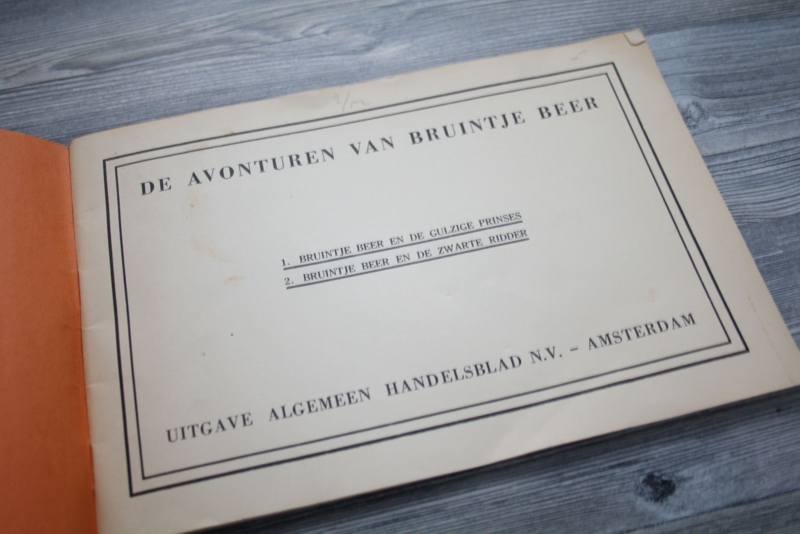 DE AVONTUREN VAN BRUINTJE BEER
1. BRUINTJE BEER EN DE GULZIGE PRINSES
2. BRUINTJE BEER EN DE ZWARTE RIDDER
UITGAVE ALGEMEEN HANDELSBLAD N.V. – AMSTERDAM